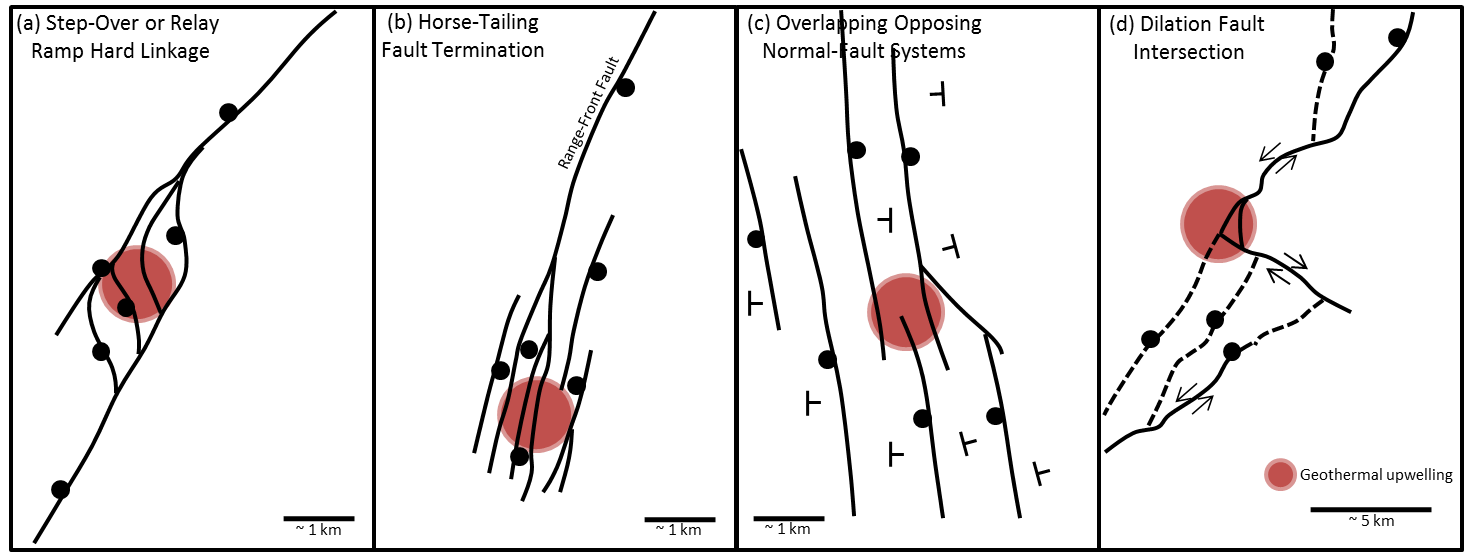 (a) Step-Over or Relay
Ramp Hard Linkage
~ 1 km
(b) Horse-Tailing
Fault Termination
Range-Front Fault
~ 1 km
(c) Overlapping Opposing
Normal-Fault Systems
~ 1 km
(d) Dilation Fault
Intersection
Geothermal upwelling
~ 5 km